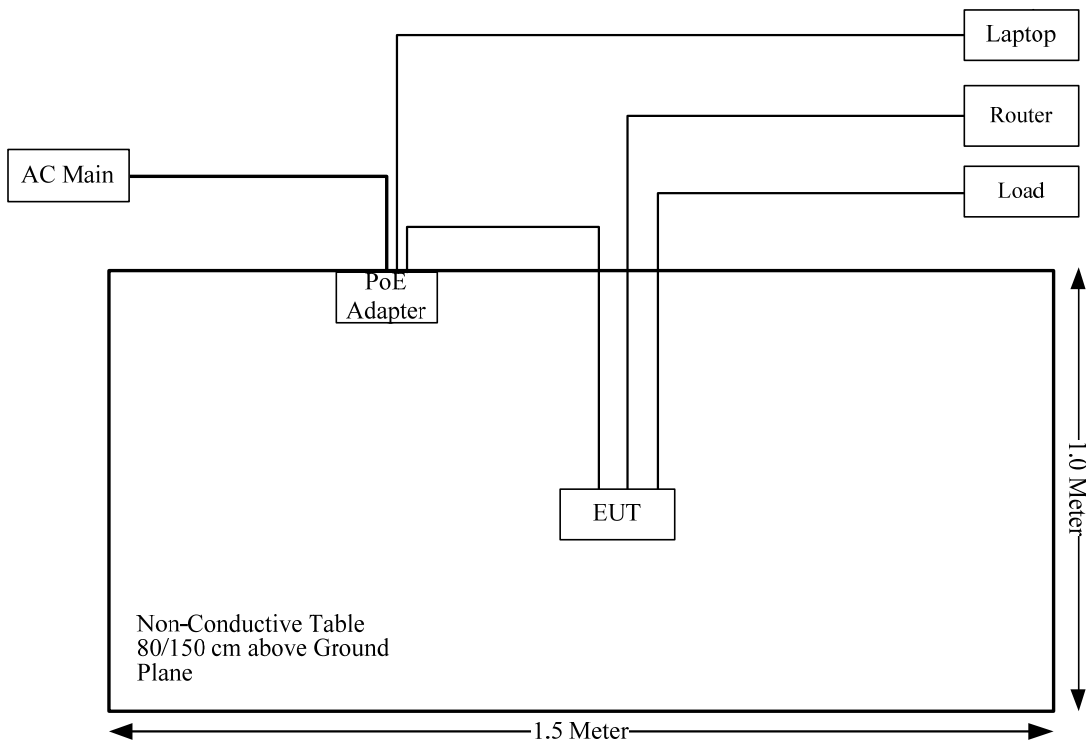 Laptop
Router
AC Main
Load
PoE
Adapter
1.0 Meter
EUT
Non-Conductive Table
80/150 cm above Ground
Plane
1.5 Meter